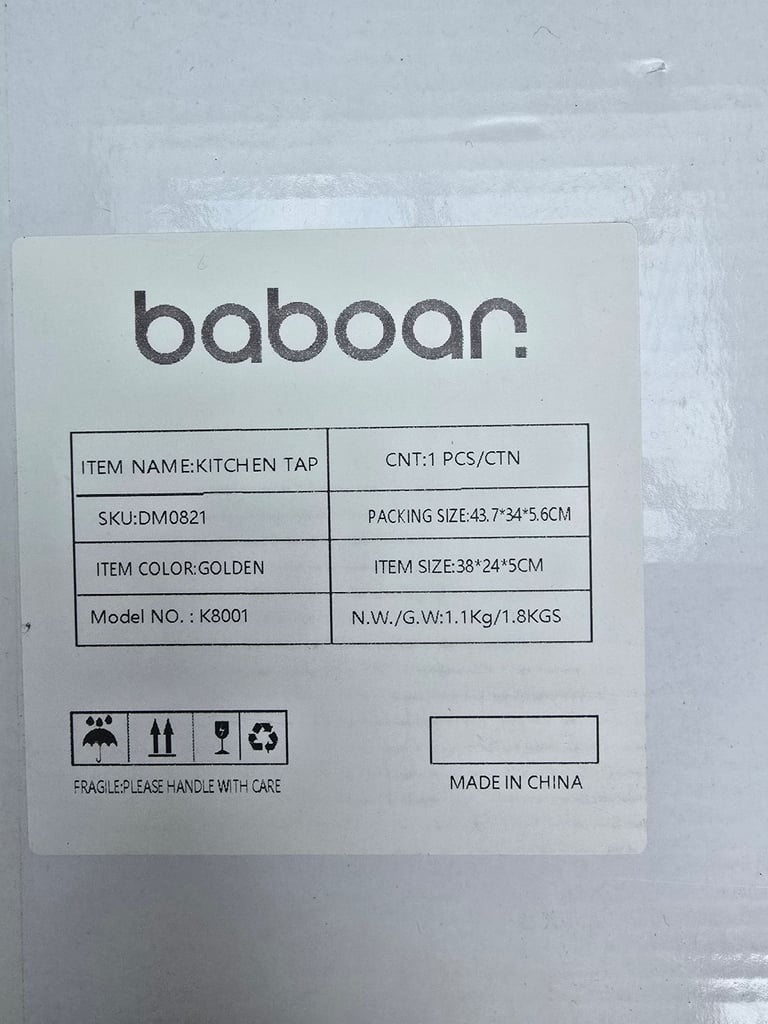 baboan:
ITEM NAME:KITCHEN TAP
CNT:1 PCS/CTN
SKU:DM0821
PACKING SIZE:43.7*34*5.6CM
ITEM COLOR:GOLDEN
ITEM SIZE:38*24*5CM
Model NO. : K8001
N.W./G.W:1.1Kg/1.8KGS
FRAGILE:PLEASE HANDLE WITH CARE
MADE IN CHINA